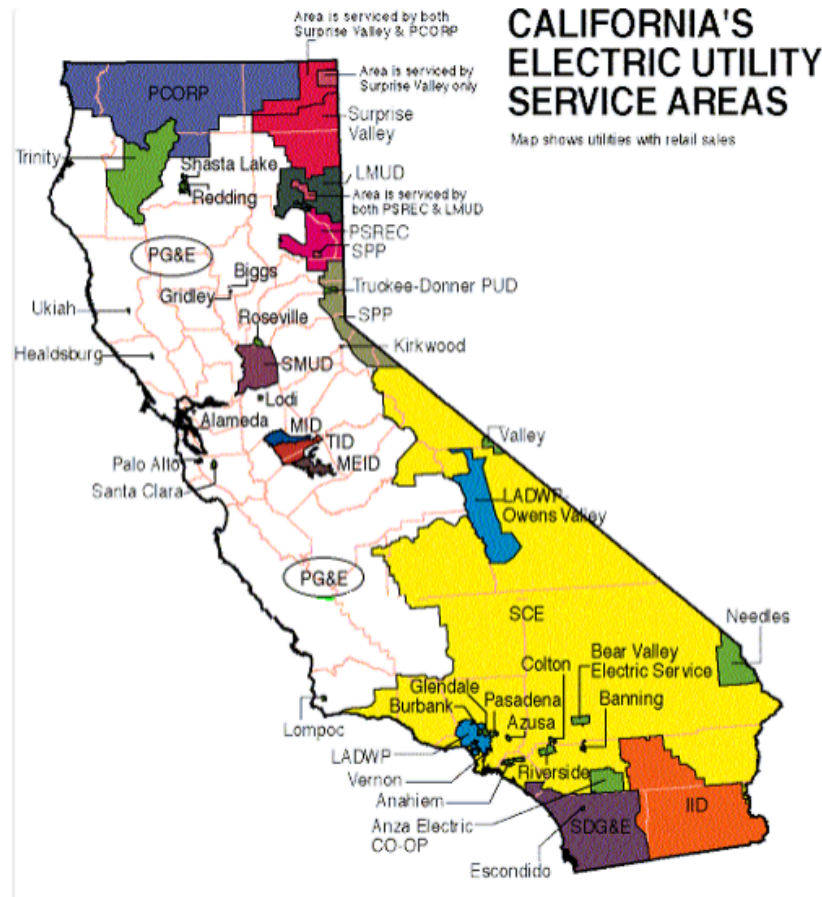 CALIFORNIA'S
ELECTRIC UTILITY
SERVICE AREAS
Map shows utilities with retail sales
Area is serviced by both
Surprise Valley & PCORP
Area is serviced by
Surprise Valley only
PCORP
Surprise
Valley
Trinity
Shasta Lake
Redding
LMUD
Area is serviced by
both PSREC & LMUD
PSREC
SPP
PG&E
Biggs
Gridley
Truckee-Donner PUD
Ukiah
Roseville
SPP
Healdsburg
Kirkwood
SMUD
Lodi
Alameda
MID
TID
Valley
Palo Alto
MEID
Santa Clara
LADWP-
Owens Valley
PG&E
SCE
Needles
Bear Valley
Electric Service
Colton
Glendale
Pasadena
Banning
Burbank
Azusa
Lompoc
LADWP
Vernon
Riverside
Anahiem
IID
Anza Electric
CO-OP
SDG&E
Escondido